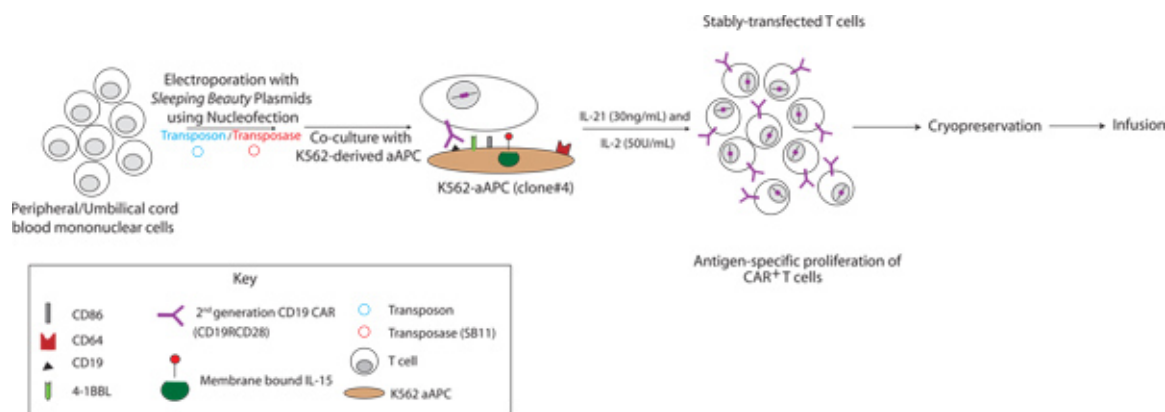 Stably-transfected T cells
Electroporation with
Sleeping Beauty Plasmids
using Nucleofection
Transposon/Transposase
Co-culture with
K562-derived aAPC
K562-aAPC (clone#4)
IL-21 (30ng/mL) and
IL-2 (50U/mL)
Cryopreservation
Infusion
Peripheral/Umbilical cord
blood mononuclear cells
Antigen-specific proliferation of
CAR+ T cells
Key
CD86
CD64
CD19
4-1BBL
2nd generation CD19 CAR
(CD19RCD28)
Membrane bound IL-15
Transposon
Transposase (SB11)
T cell
K562 aAPC